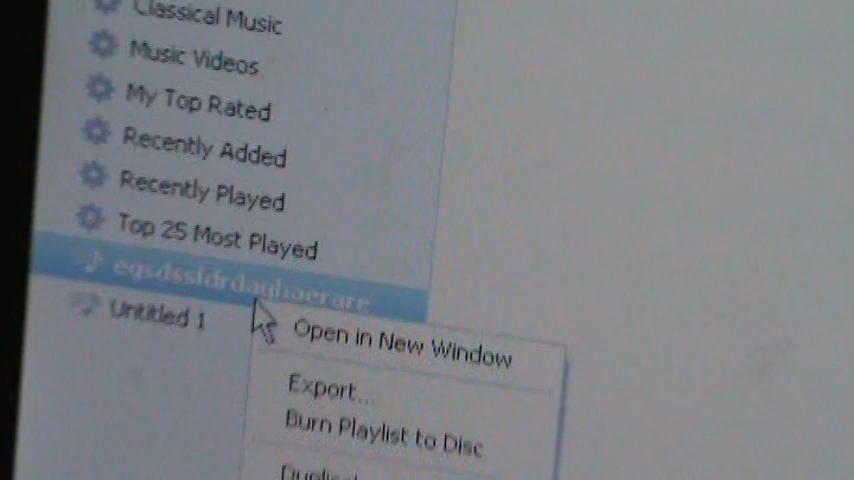 Classical Music
Music Videos
My Top Rated
Recently Added
Recently Played
Top 25 Most Played
egsdssfdrdaghaerare
Untitled 1
Open in New Window
Export...
Burn Playlist to Disc